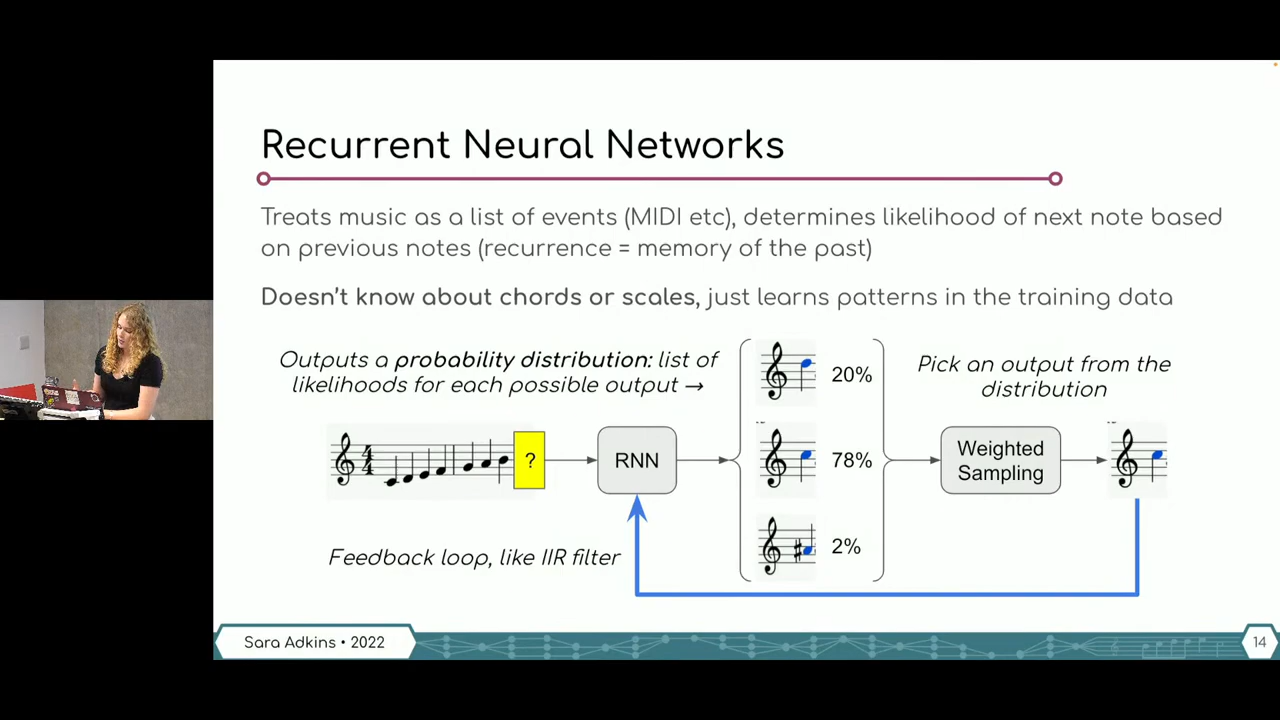 Recurrent Neural Networks
Treats music as a list of events (MIDI etc), determines likelihood of next note based
on previous notes (recurrence = memory of the past)
Doesn't know about chords or scales, just learns patterns in the training data
Outputs a probability distribution: list of
likelihoods for each possible output →
Pick an output from the
distribution
20%
78%
2%
4
4
?
RNN
Weighted
Sampling
Feedback loop, like IIR filter
Sara Adkins • 2022
14